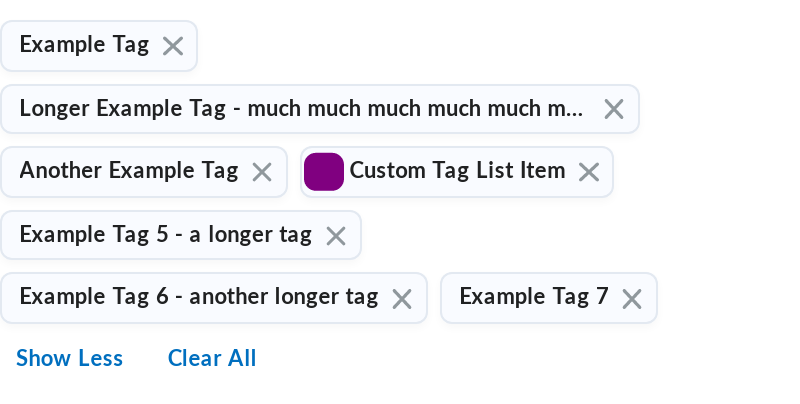 Example Tag
Longer Example Tag - much much much much much m...
Another Example Tag
Custom Tag List Item
Example Tag 5 - a longer tag
Example Tag 6 - another longer tag
Example Tag 7
Show Less
Clear All